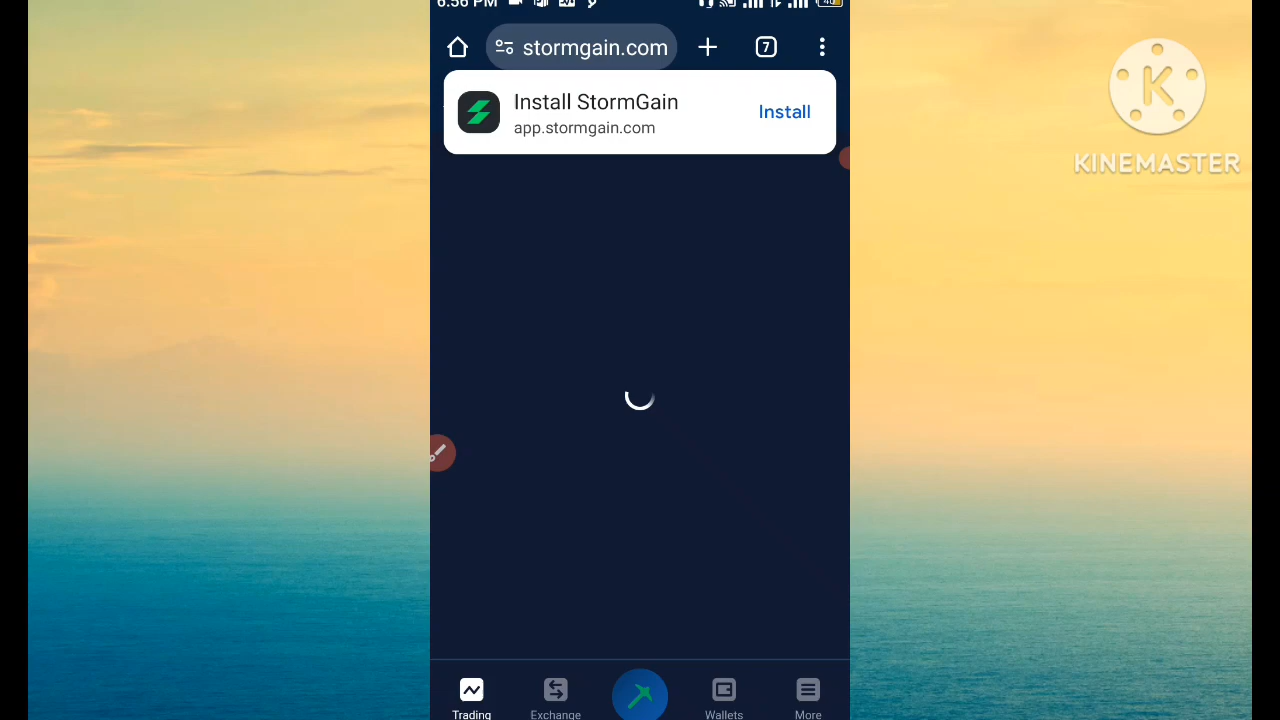 6:56 PM
stormgain.com
7
Install StormGain
app.stormgain.com
Install
KINEMASTER
Trading
Exchange
Wallets
More